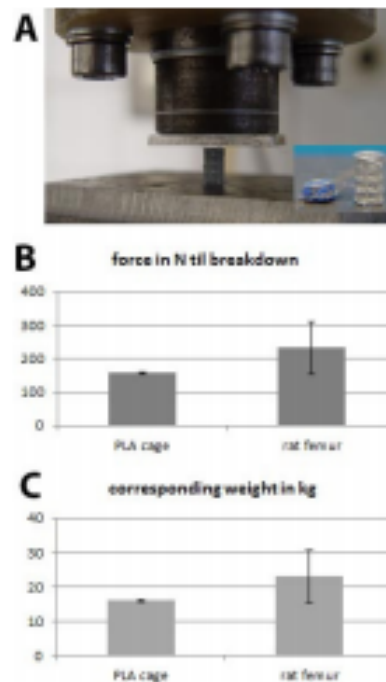 A
B
force in N til breakdown
400
300
200
100
0
PLA cage
rat femur
C
corresponding weight in kg
40
30
20
10
0
PLA cage
rat femur